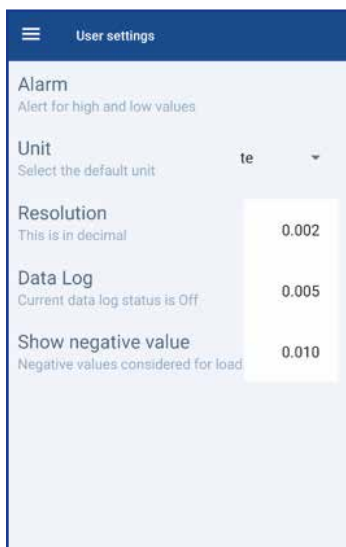 User settings
Alarm
Alert for high and low values
Unit
te
Select the default unit
Resolution
This is in decimal
0.002
Data Log
Current data log status is Off
0.005
Show negative value
Negative values considered for load
0.010